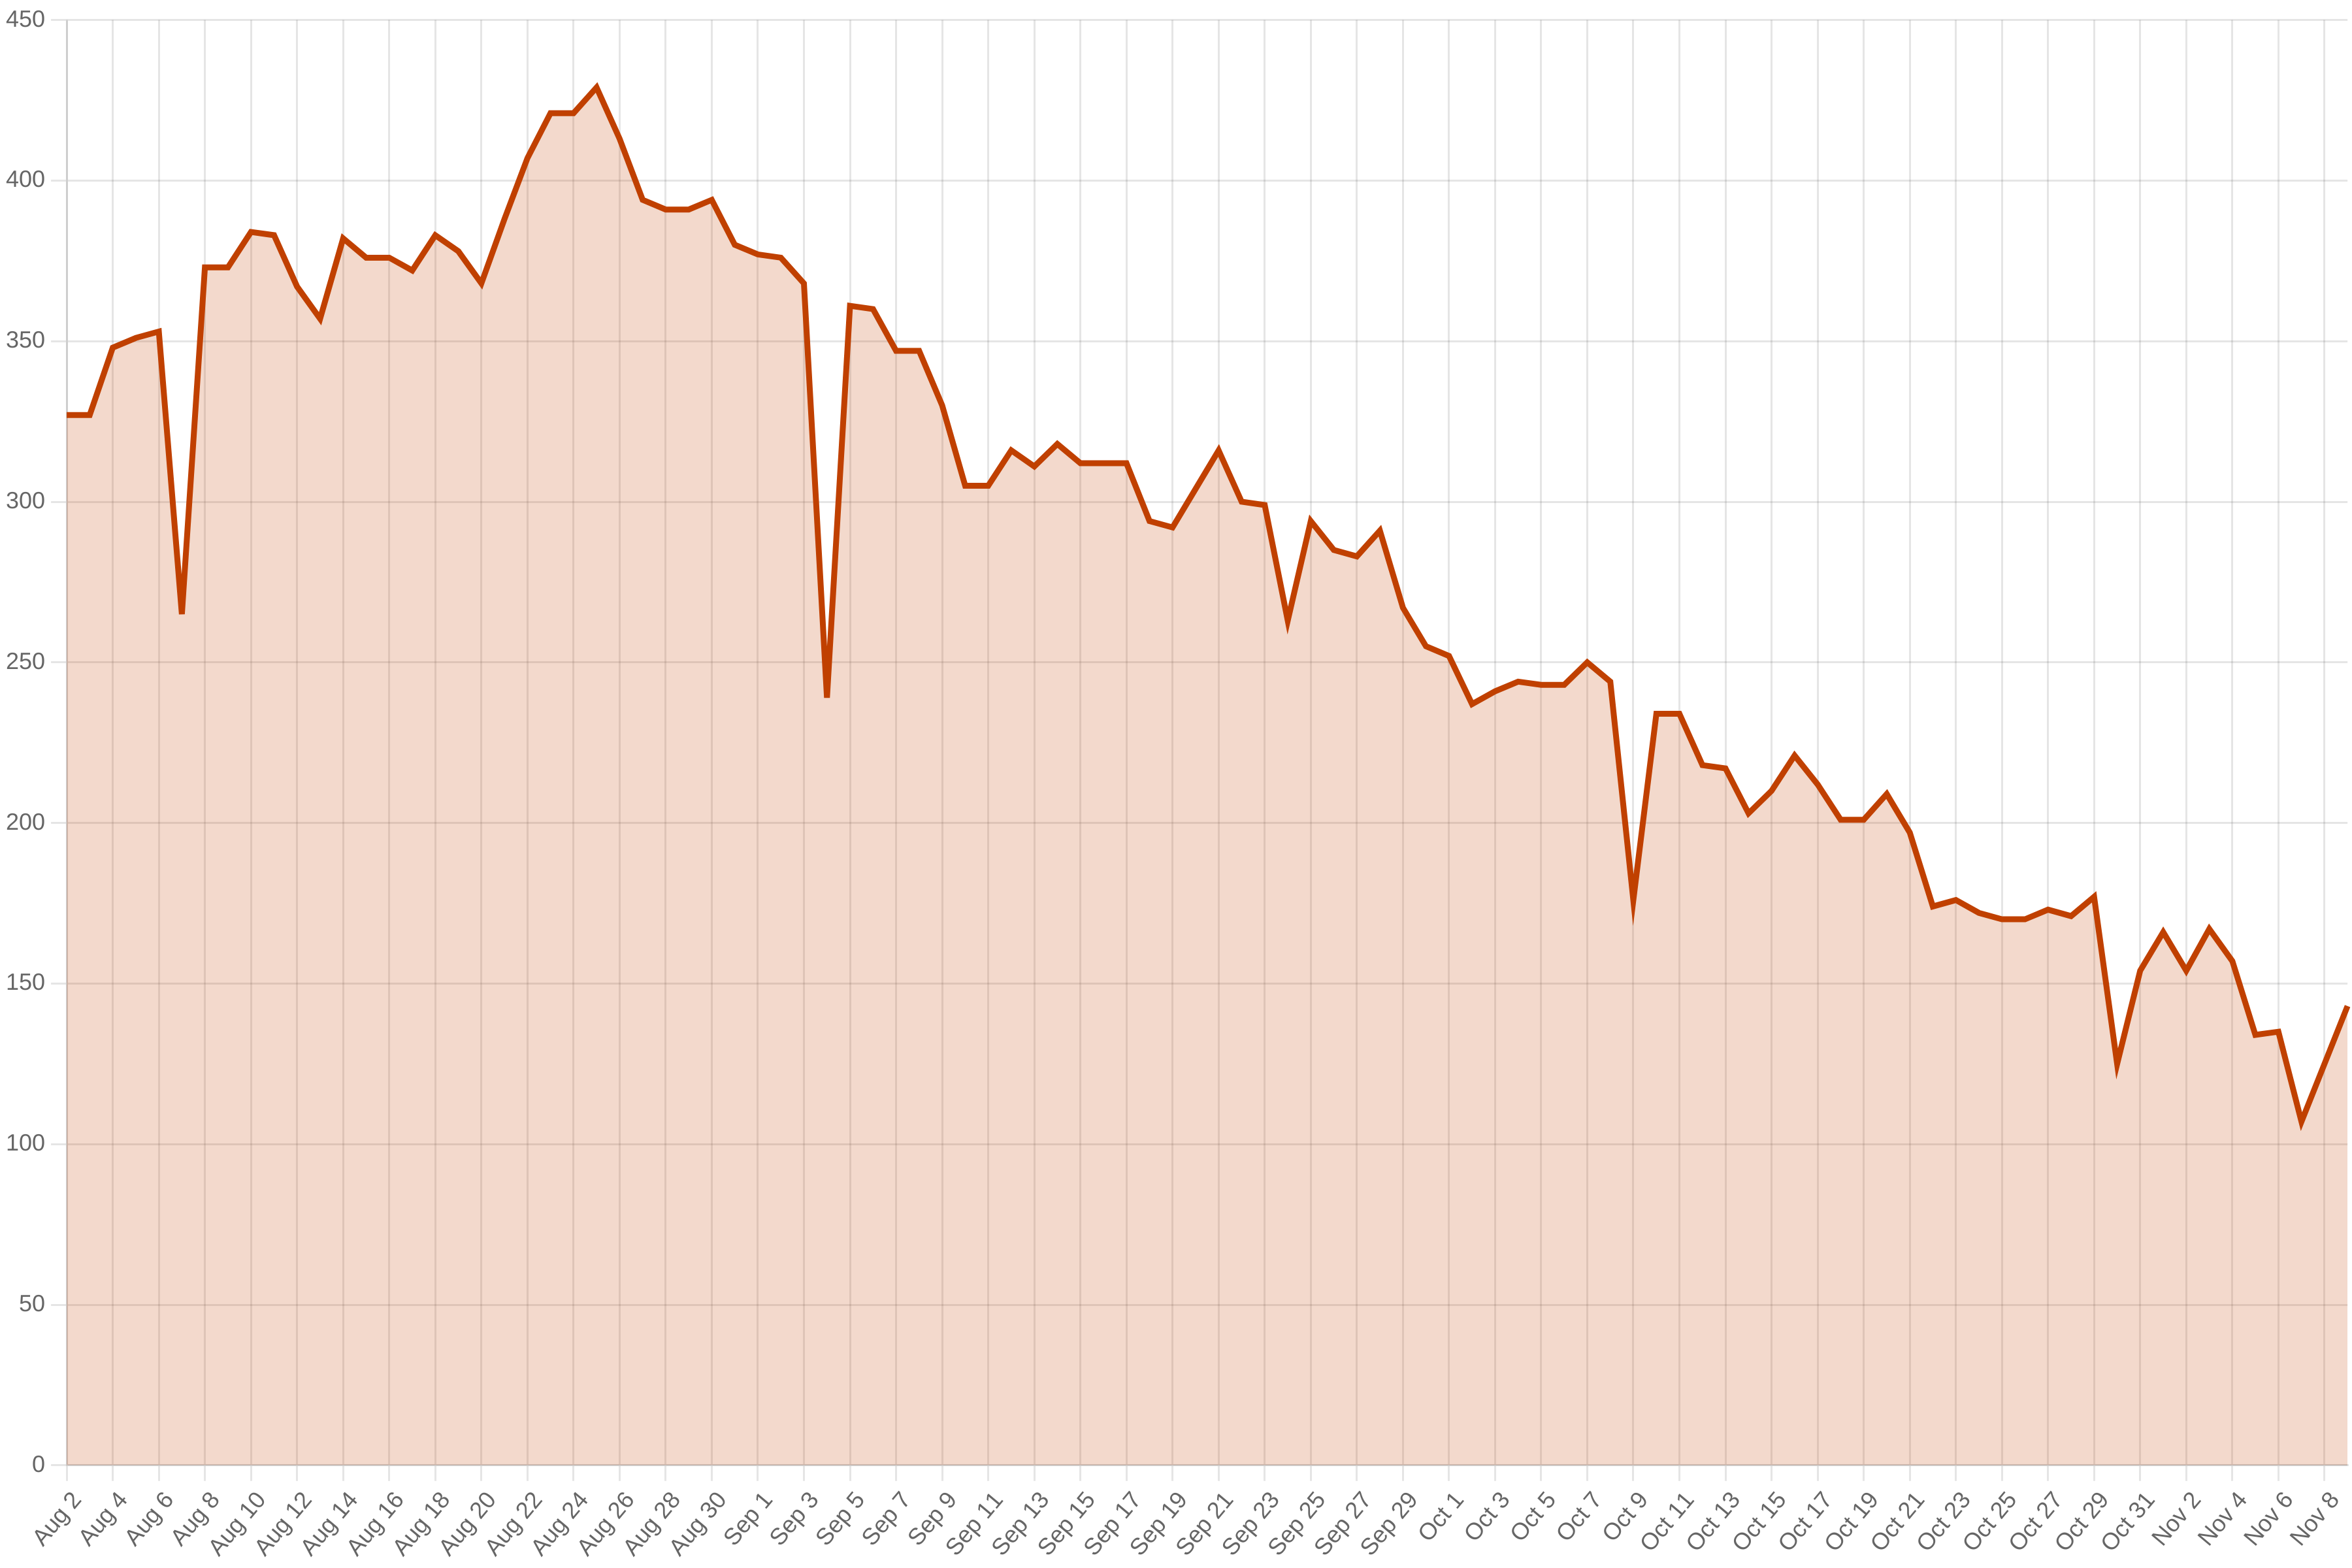 450
400
350
300
250
200
150
100
50
0
Aug 2
Aug 4
Aug 6
Aug 8
Aug 10
Aug 12
Aug 14
Aug 16
Aug 18
Aug 20
Aug 22
Aug 24
Aug 26
Aug 28
Aug 30
Sep 1
Sep 3
Sep 5
Sep 7
Sep 9
Sep 11
Sep 13
Sep 15
Sep 17
Sep 19
Sep 21
Sep 23
Sep 25
Sep 27
Sep 29
Oct 1
Oct 3
Oct 5
Oct 7
Oct 9
Oct 11
Oct 13
Oct 15
Oct 17
Oct 19
Oct 21
Oct 23
Oct 25
Oct 27
Oct 29
Oct 31
Nov 2
Nov 4
Nov 6
Nov 8